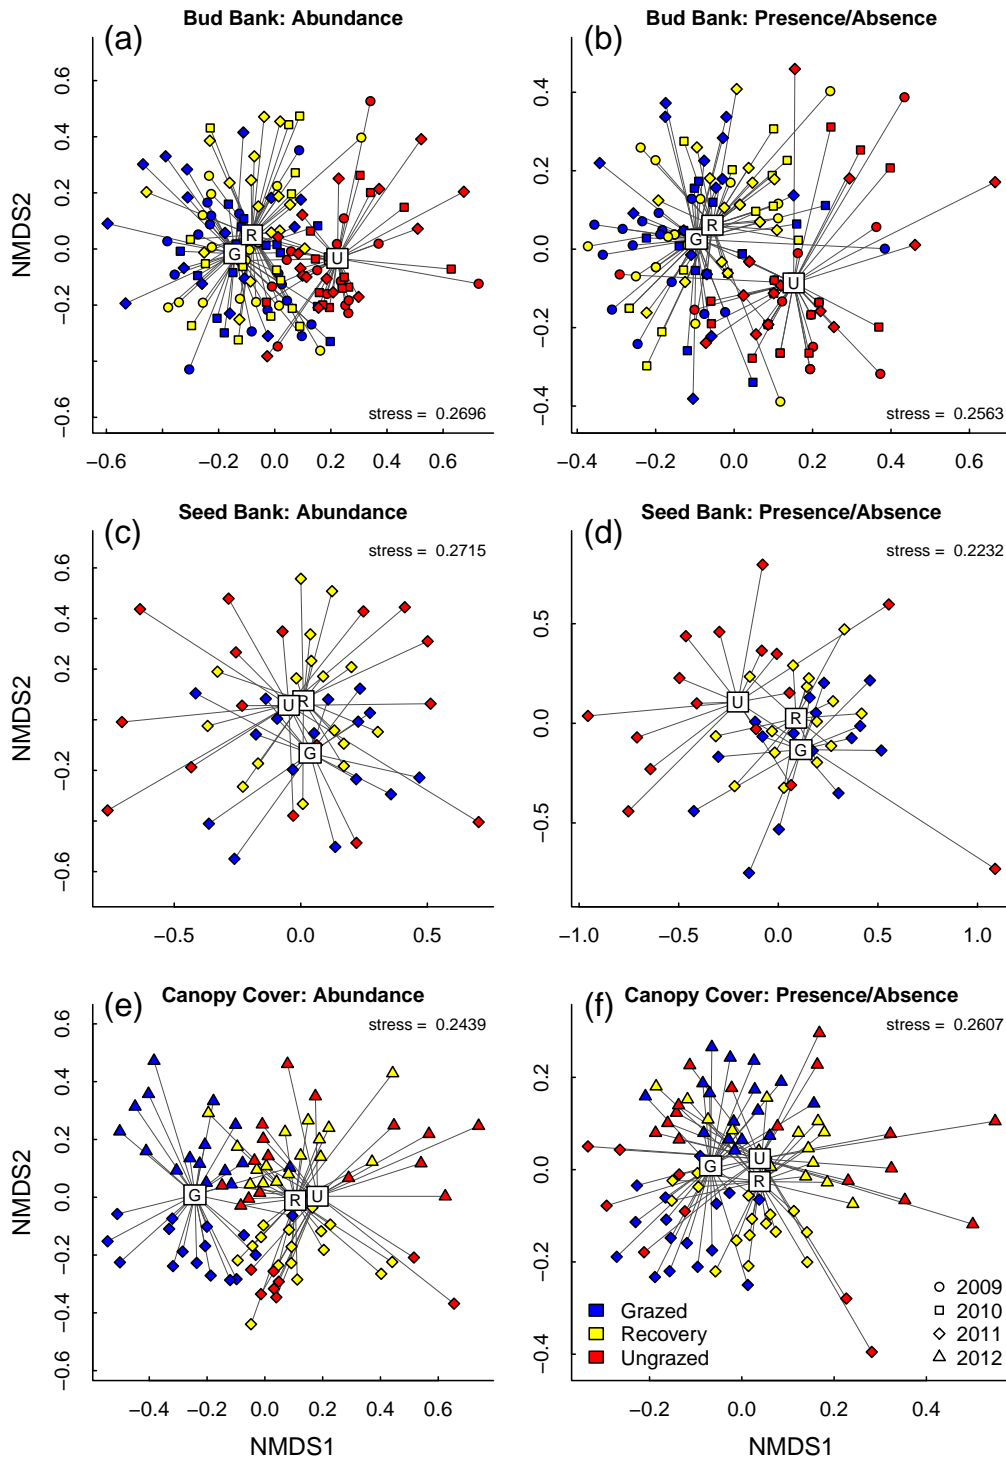 Bud Bank: Abundance
(a)
NMDS2
0.6
0.4
0.2
0.0
−0.2
−0.6
R
G
U
stress = 0.2696
−0.6
−0.2
0.0
0.2
0.4
0.6
Bud Bank: Presence/Absence
(b)
0.4
0.2
0.0
−0.2
−0.4
R
G
U
stress = 0.2563
−0.4
−0.2
0.0
0.2
0.4
0.6
Seed Bank: Abundance
(c)
stress = 0.2715
NMDS2
0.6
0.4
0.2
−0.2
−0.6
U
R
G
−0.5
0.0
0.5
Seed Bank: Presence/Absence
(d)
stress = 0.2232
0.5
0.0
−0.5
U
R
G
−1.0
−0.5
0.0
0.5
1.0
Canopy Cover: Abundance
(e)
stress = 0.2439
NMDS2
0.6
0.4
0.2
0.0
−0.2
−0.4
−0.6
G
R
U
−0.4
−0.2
0.0
0.2
0.4
0.6
NMDS1
Canopy Cover: Presence/Absence
(f)
stress = 0.2607
0.2
0.0
−0.2
−0.4
G
U
R
Grazed
Recovery
Ungrazed
2009
2010
2011
2012
−0.4
−0.2
0.0
0.2
0.4
NMDS1